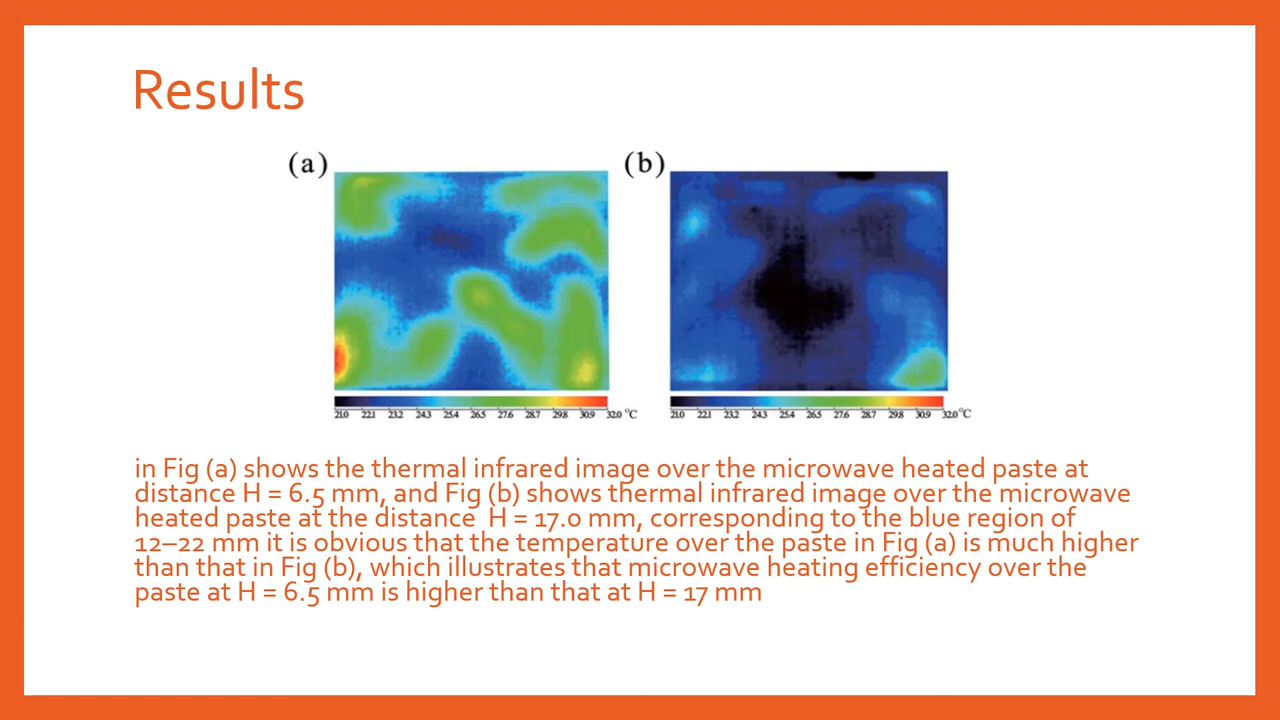 Results
(a)
(b)
21.0 22.1 23.2 24.3 25.4 26.5 27.6 28.7 29.8 30.9 32.0 °C
21.0 22.1 23.2 24.3 25.4 26.5 27.6 28.7 29.8 30.9 32.0 °C
in Fig (a) shows the thermal infrared image over the microwave heated paste at
distance H = 6.5 mm, and Fig (b) shows thermal infrared image over the microwave
heated paste at the distance  H = 17.0 mm, corresponding to the blue region of
12–22 mm it is obvious that the temperature over the paste in Fig (a) is much higher
than that in Fig (b), which illustrates that microwave heating efficiency over the
paste at H = 6.5 mm is higher than that at H = 17 mm